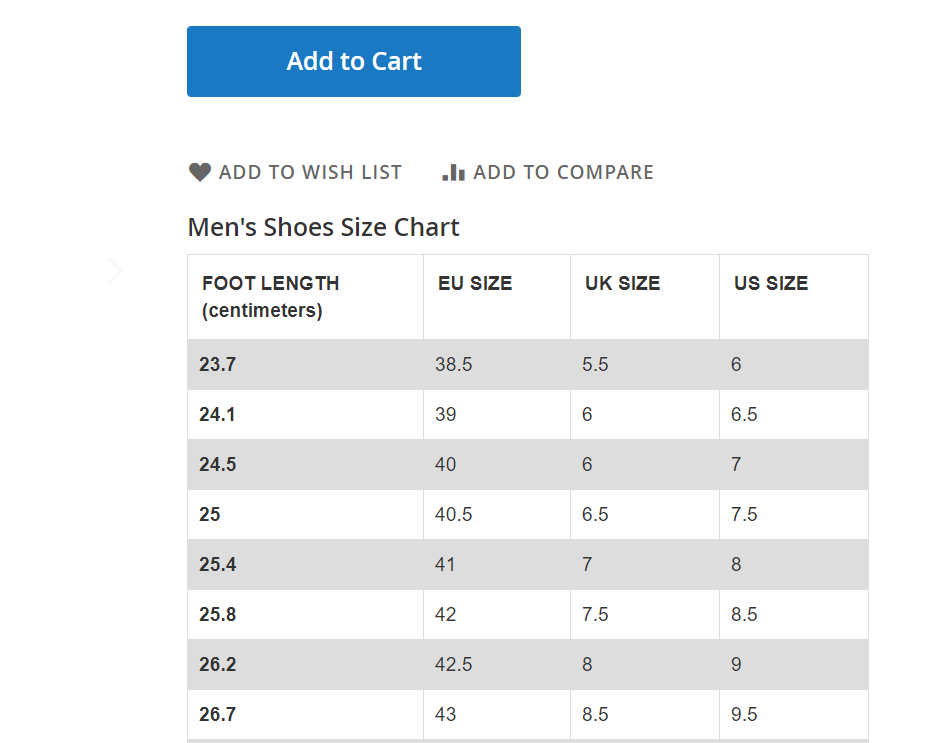 Add to Cart
ADD TO WISH LIST ADD TO COMPARE
Men's Shoes Size Chart
FOOT LENGTH (centimeters) EU SIZE UK SIZE US SIZE
23.7 38.5 5.5 6
24.1 39 6 6.5
24.5 40 6 7
25 40.5 6.5 7.5
25.4 41 7 8
25.8 42 7.5 8.5
26.2 42.5 8 9
26.7 43 8.5 9.5